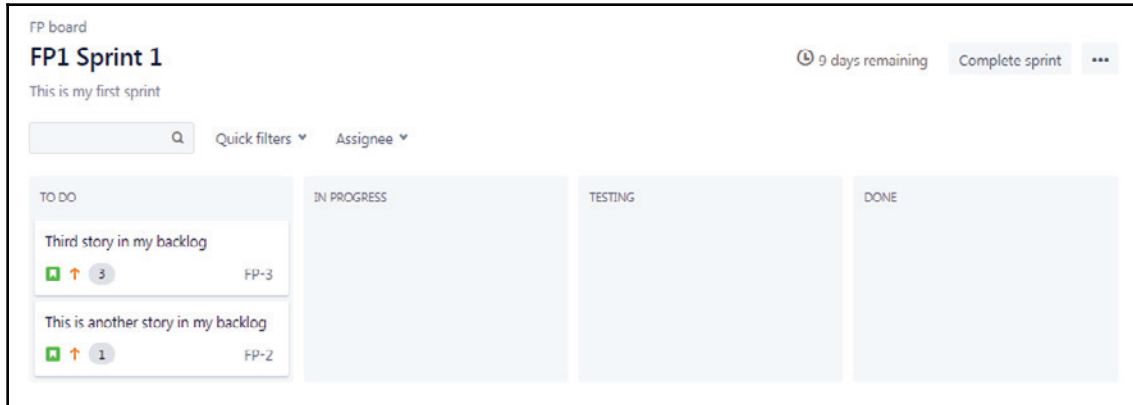 FP board
FP1 Sprint 1
9 days remaining
Complete sprint
•••
This is my first sprint
Quick filters
Assignee
TO DO
IN PROGRESS
TESTING
DONE
Third story in my backlog
3
FP-3
This is another story in my backlog
1
FP-2